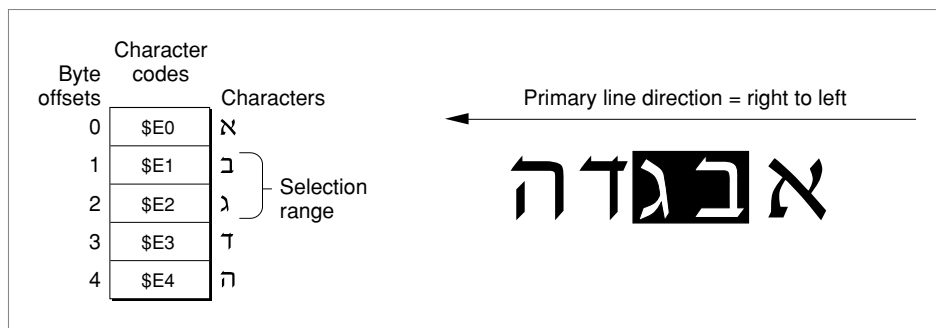 Character
codes
Byte
offsets
Characters
0 $E0 א
1 $E1 ב
2 $E2 ג
3 $E3 ד
4 $E4 ה
Selection
range
Primary line direction = right to left
אבגדה